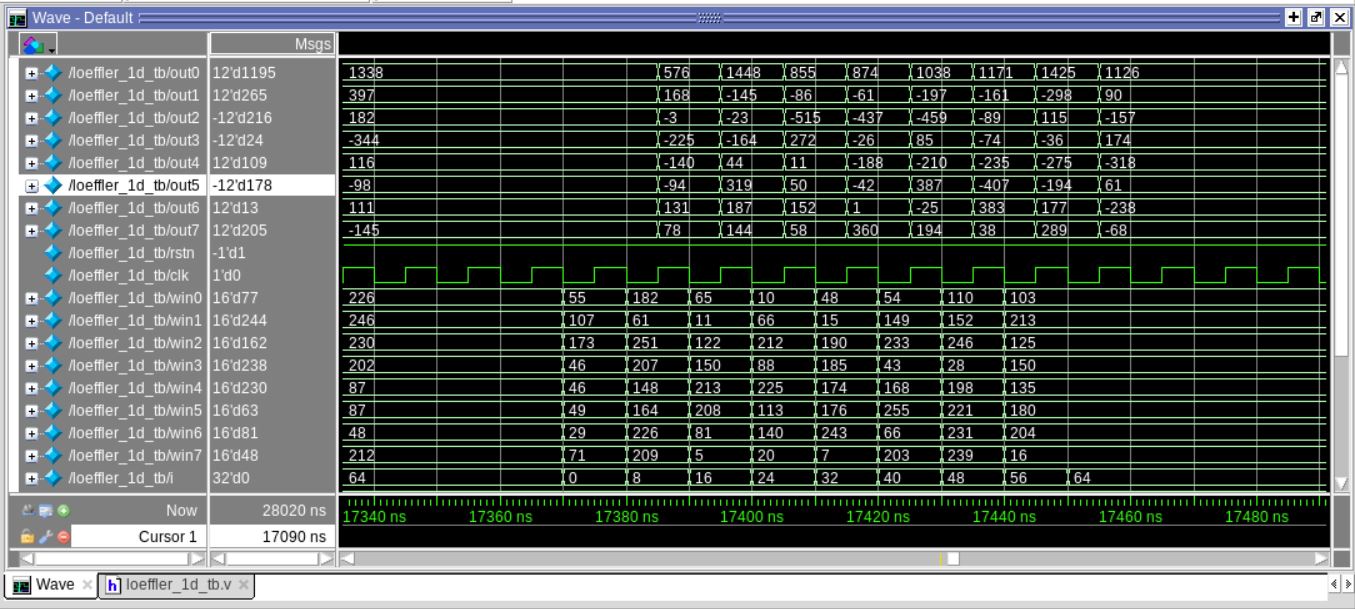 Wave - Default
Msgs
/loeffler_1d_tb/out0 12'd1195 1338 576 1448 855 874 1038 1171 1425 1126
/loeffler_1d_tb/out1 12'd265 397 168 -145 -86 -61 -197 -161 -298 90
/loeffler_1d_tb/out2 -12'd216 182 -3 -23 -515 -437 -459 -89 115 -157
/loeffler_1d_tb/out3 -12'd24 -344 -225 -164 272 -26 85 -74 -36 174
/loeffler_1d_tb/out4 12'd109 116 -140 44 11 -188 -210 -235 -275 -318
/loeffler_1d_tb/out5 -12'd178 -98 -94 319 50 -42 387 -407 -194 61
/loeffler_1d_tb/out6 12'd13 111 131 187 152 1 -25 383 177 -238
/loeffler_1d_tb/out7 12'd205 -145 78 144 58 360 194 38 289 -68
/loeffler_1d_tb/rstn -1'd1
/loeffler_1d_tb/clk 1'd0
/loeffler_1d_tb/win0 16'd77 226 55 182 65 10 48 54 110 103
/loeffler_1d_tb/win1 16'd244 246 107 61 11 66 15 149 152 213
/loeffler_1d_tb/win2 16'd162 230 173 251 122 212 190 233 246 125
/loeffler_1d_tb/win3 16'd238 202 46 207 150 88 185 43 28 150
/loeffler_1d_tb/win4 16'd230 87 46 148 213 225 174 168 198 135
/loeffler_1d_tb/win5 16'd63 87 49 164 208 113 176 255 221 180
/loeffler_1d_tb/win6 16'd81 48 29 226 81 140 243 66 231 204
/loeffler_1d_tb/win7 16'd48 212 71 209 5 20 7 203 239 16
/loeffler_1d_tb/i 32'd0 64 0 8 16 24 32 40 48 56 64
Now 28020 ns 17340 ns 17360 ns 17380 ns 17400 ns 17420 ns 17440 ns 17460 ns 17480 ns
Cursor 1 17090 ns
Wave h loeffler_1d_tb.v